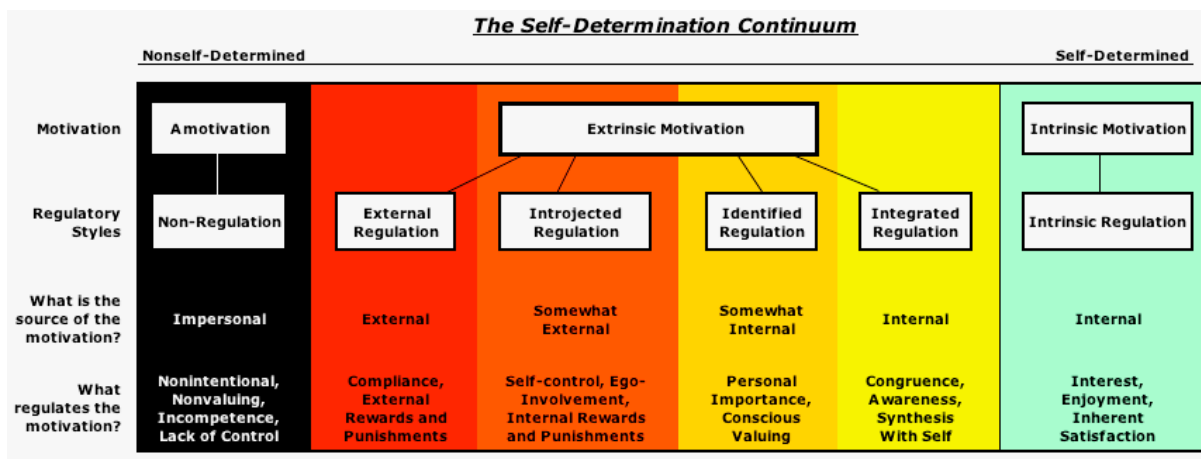 The Self-Determination Continuum
Nonself-Determined
Self-Determined
Motivation
Amotivation
Extrinsic Motivation
Intrinsic Motivation
Regulatory
Styles
Non-Regulation
External
Regulation
Introjected
Regulation
Identified
Regulation
Integrated
Regulation
Intrinsic Regulation
What is the
source of the
motivation?
Impersonal
External
Somewhat
External
Somewhat
Internal
Internal
Internal
What
regulates the
motivation?
Nonintentional,
Nonvaluing,
Incompetence,
Lack of Control
Compliance,
External
Rewards and
Punishments
Self-control, Ego-
Involvement,
Internal Rewards
and Punishments
Personal
Importance,
Conscious
Valuing
Congruence,
Awareness,
Synthesis
With Self
Interest,
Enjoyment,
Inherent
Satisfaction